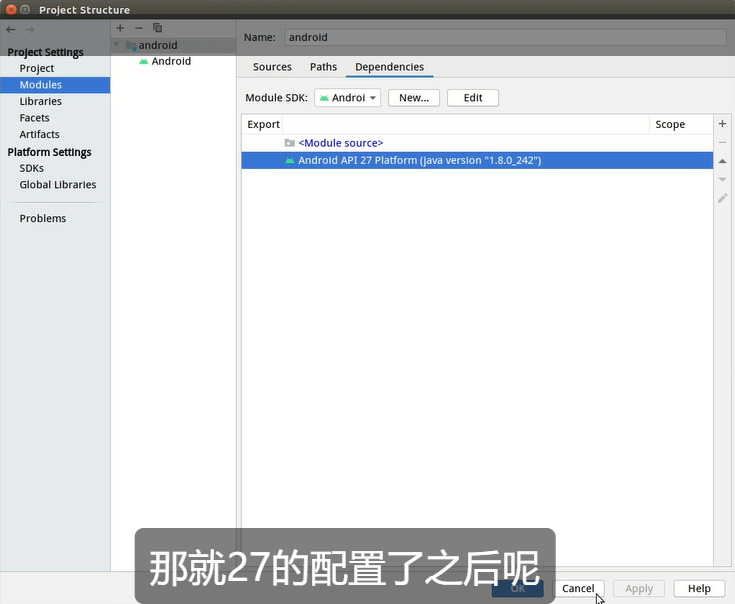 Project Structure
Name: android
Project Settings
Project
Modules
Libraries
Facets
Artifacts
Platform Settings
SDKs
Global Libraries
Problems
android
Android
Sources Paths Dependencies
Module SDK: Androi New... Edit
Export Scope
<Module source>
Android API 27 Platform (java version "1.8.0_242")
那就27的配置了之后呢
OK Cancel Apply Help